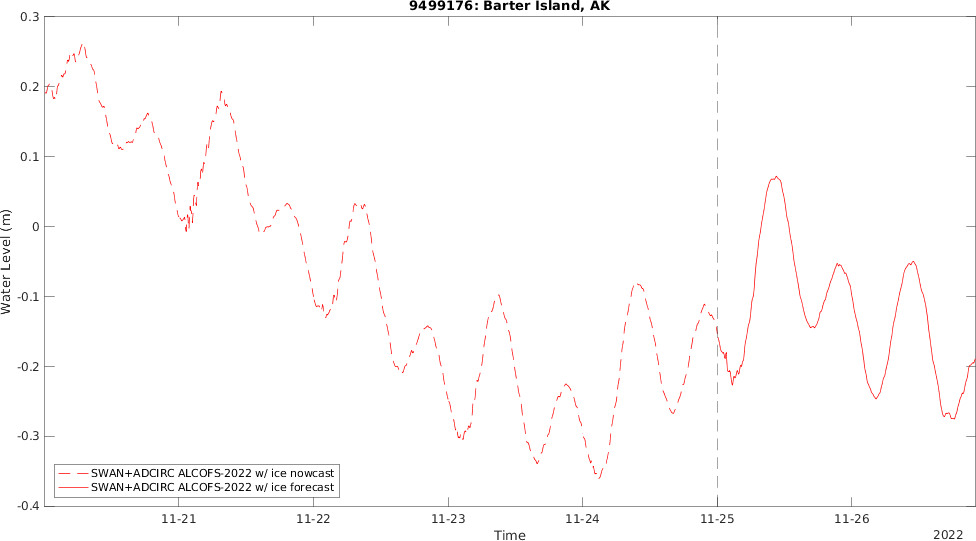 9499176: Barter Island, AK
0.3
0.2
0.1
0
-0.1
-0.2
-0.3
-0.4
Water Level (m)
SWAN+ADCIRC ALCOFS-2022 w/ ice nowcast
SWAN+ADCIRC ALCOFS-2022 w/ ice forecast
11-21 11-22 11-23 11-24 11-25 11-26
Time
2022